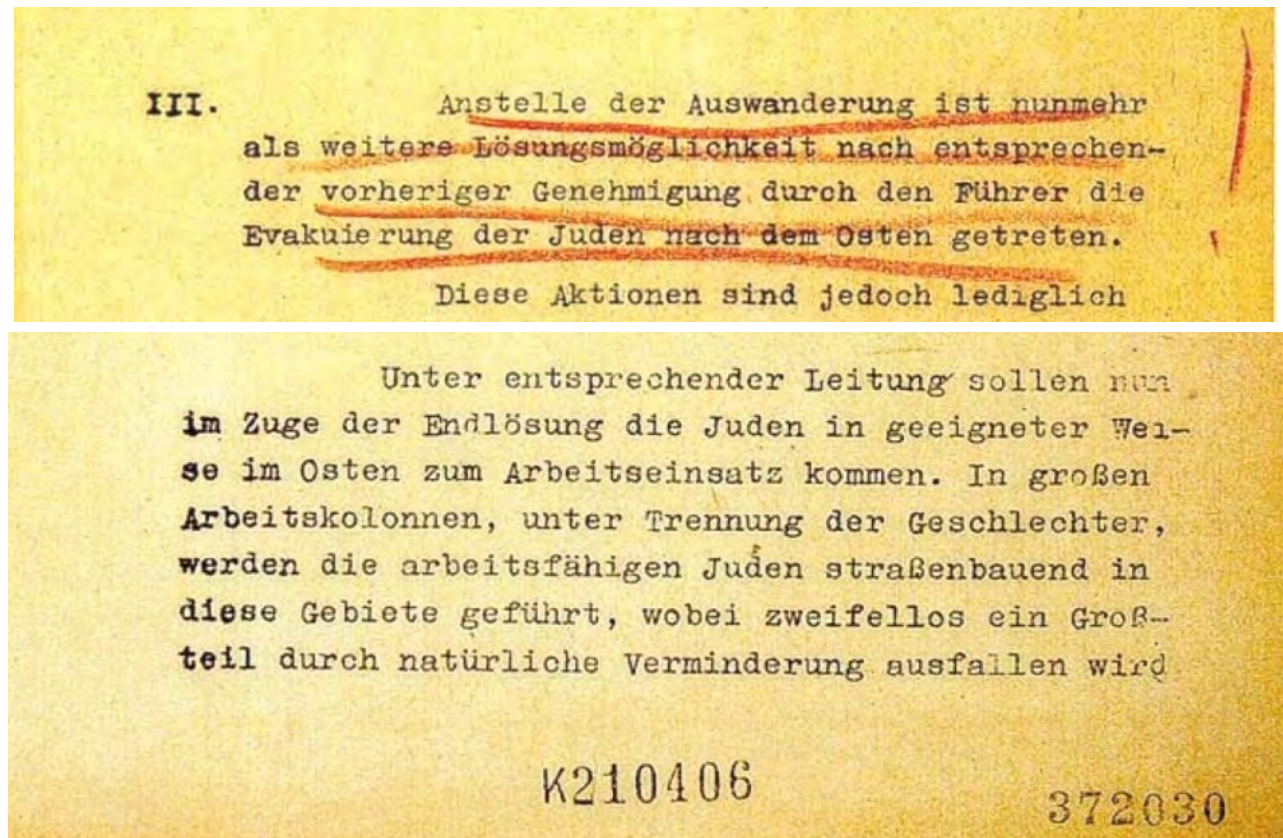 III. Anstelle der Auswanderung ist nunmehr
als weitere Lösungsmöglichkeit nach entsprechen-
der vorheriger Genehmigung durch den Führer die
Evakuierung der Juden nach dem Osten getreten.
Diese Aktionen sind jedoch lediglich
Unter entsprechender Leitung sollen nun
im Zuge der Endlösung die Juden in geeigneter Wei-
se im Osten zum Arbeitseinsatz kommen. In großen
Arbeitskolonnen, unter Trennung der Geschlechter,
werden die arbeitsfähigen Juden straßenbauend in
diese Gebiete geführt, wobei zweifellos ein Groß-
teil durch natürliche Verminderung ausfallen wird
K210406
372030